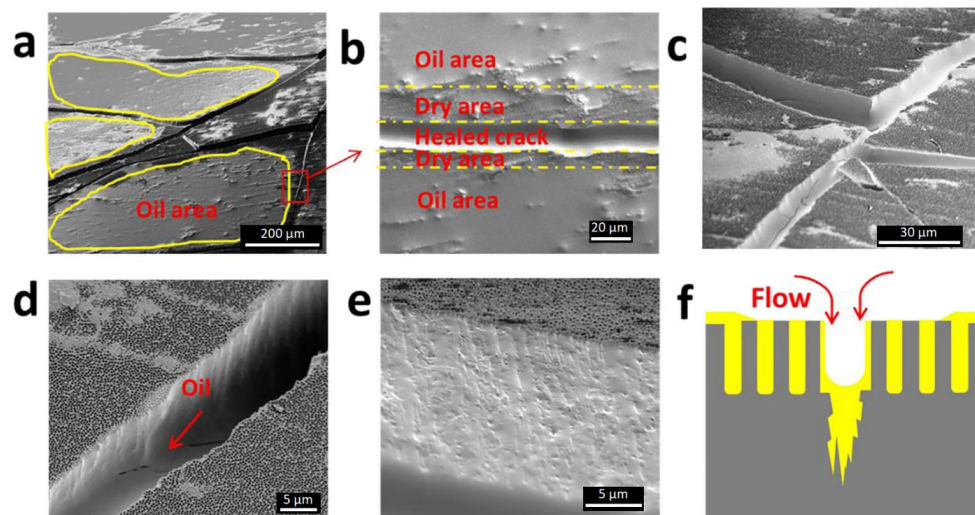 a
Oil area
200 μm
b
Oil area
Dry area
Healed crack
Dry area
Oil area
20 μm
c
30 μm
d
Oil
5 μm
e
5 μm
f
Flow